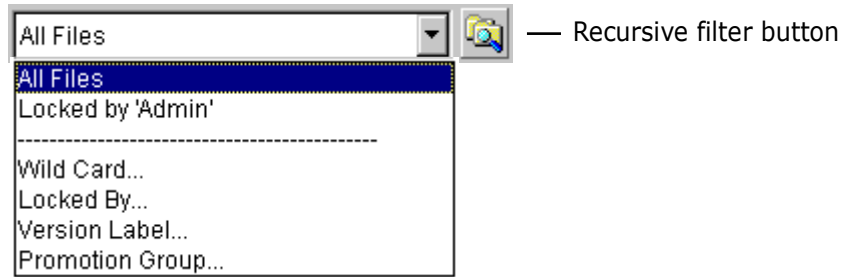 All Files
Recursive filter button
All Files
Locked by 'Admin'
--------------------------------------------
Wild Card...
Locked By...
Version Label...
Promotion Group...